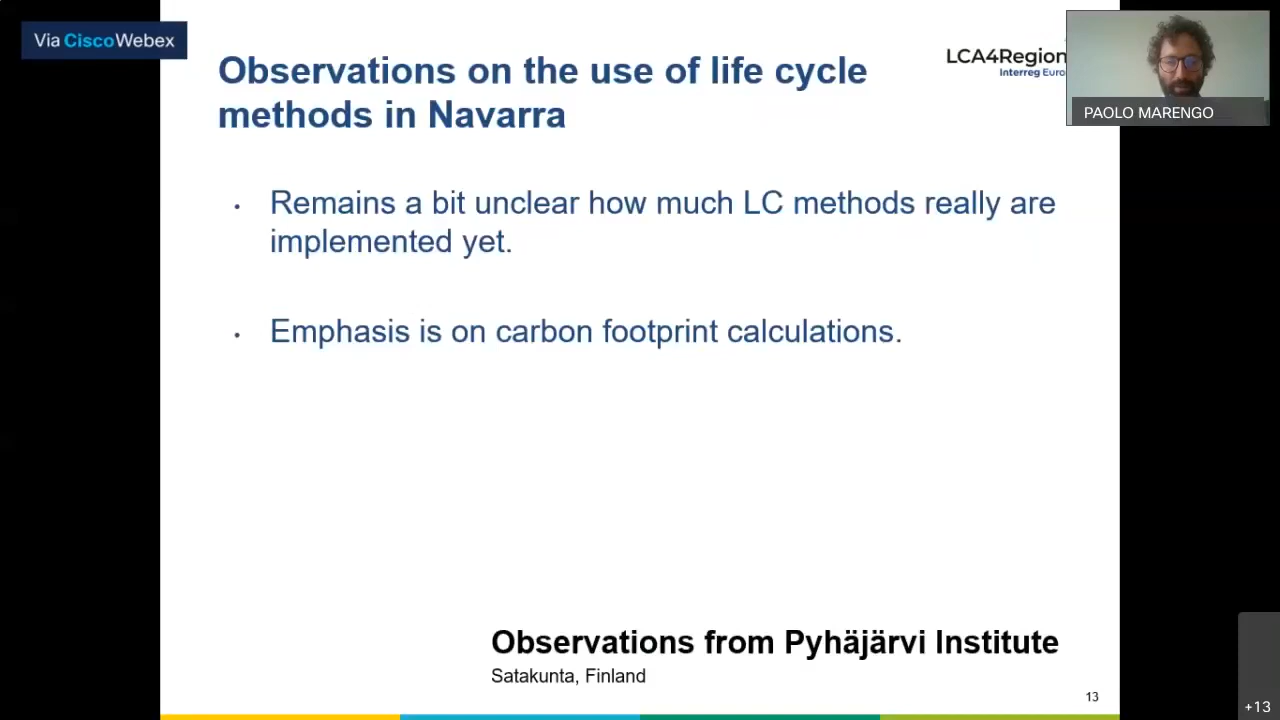 Via CiscoWebex
Observations on the use of life cycle
methods in Navarra
LCA4Region
Interreg Euro
PAOLO MARENGO
• Remains a bit unclear how much LC methods really are
implemented yet.
• Emphasis is on carbon footprint calculations.
Observations from Pyhäjärvi Institute
Satakunta, Finland
13
+13